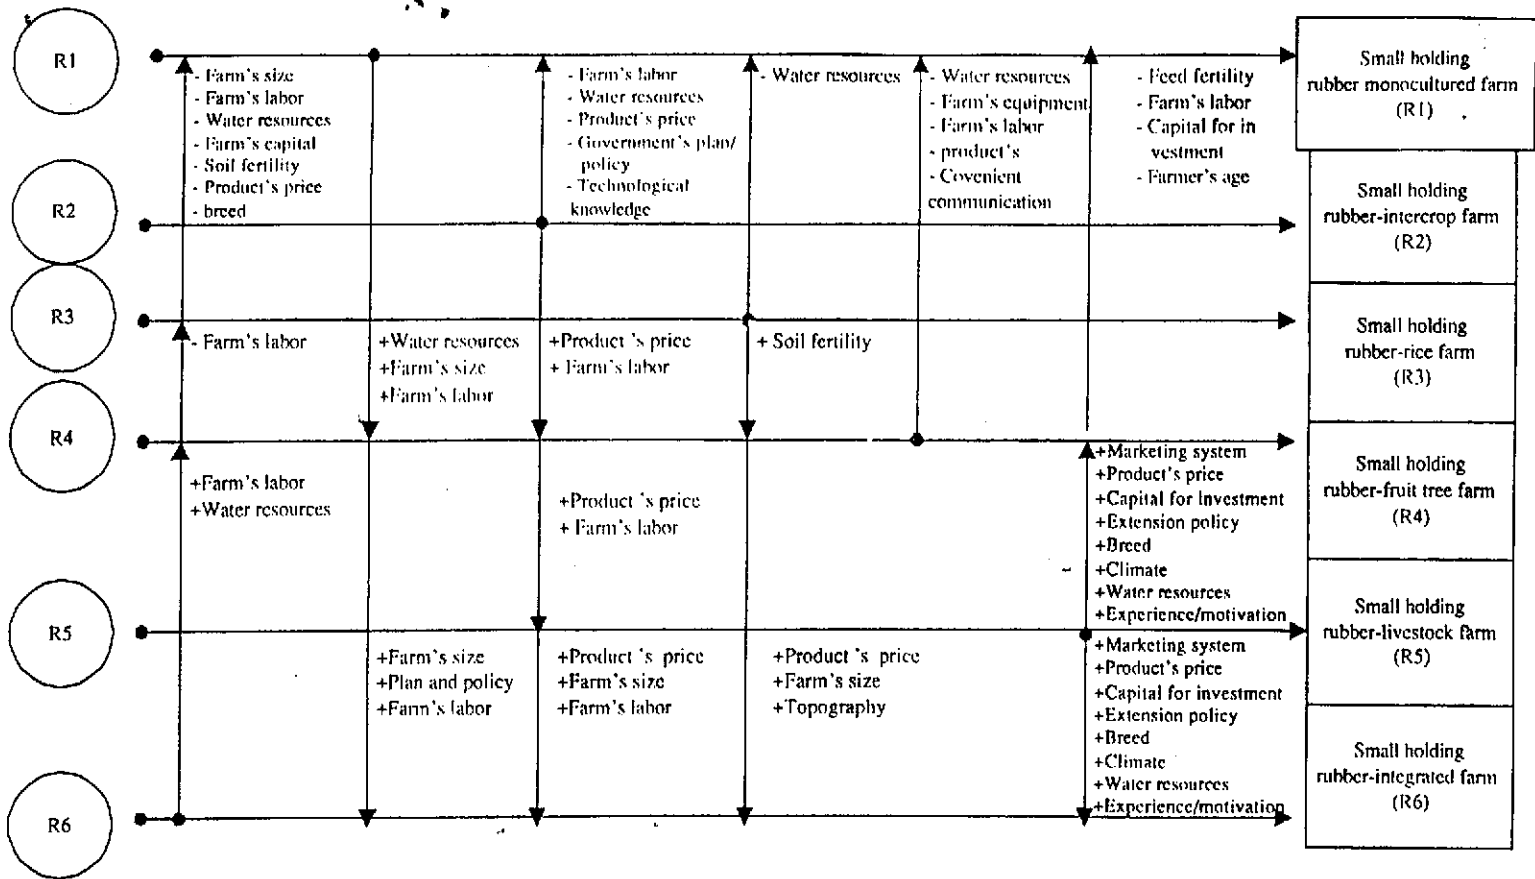 R1
- Farm's size
- Farm's labor
- Water resources
- Farm's capital
- Soil fertility
- Product's price
- breed
- Farm's labor
- Water resources
- Product's price
- Government's plan/
policy
- Technological
knowledge
- Water resources
- Water resources
- Farm's equipment
- Farm's labor
- product's
- Covenient
communication
- Feed fertility
- Farm's labor
- Capital for in
vestment
- Farmer's age
Small holding
rubber monocultured farm
(R1)
R2
Small holding
rubber-intercrop farm
(R2)
R3
- Farm's labor
+Water resources
+Farm's size
+Farm's labor
+Product 's price
+ Farm's labor
+ Soil fertility
Small holding
rubber-rice farm
(R3)
R4
+Farm's labor
+Water resources
+Product 's price
+ Farm's labor
+Marketing system
+Product's price
+Capital for Investment
+Extension policy
+Breed
+Climate
+Water resources
+Experience/motivation
Small holding
rubber-fruit tree farm
(R4)
R5
+Farm's size
+Plan and policy
+Farm's labor
+Product 's price
+Farm's size
+Farm's labor
+Product 's price
+Farm's size
+Topography
+Marketing system
+Product's price
+Capital for investment
+Extension policy
+Breed
+Climate
+Water resources
+Experience/motivation
Small holding
rubber-livestock farm
(R5)
R6
Small holding
rubber-integrated farm
(R6)